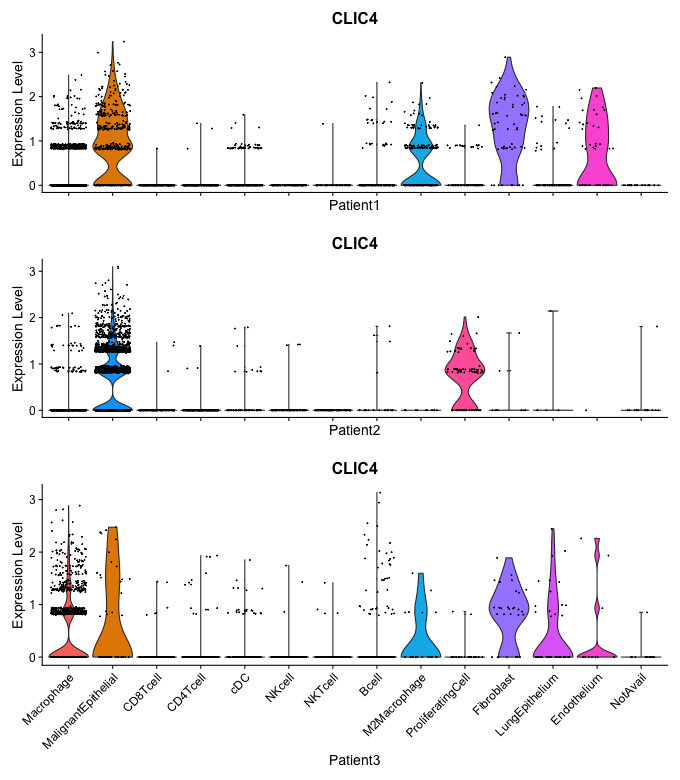 CLIC4
Expression Level
3
2
1
0
Patient1
CLIC4
Expression Level
3
2
1
0
Patient2
CLIC4
Expression Level
3
2
1
0
Macrophage
MalignantEpithelial
CD8Tcell
CD4Tcell
cDC
NKcell
NKTcell
Bcell
M2Macrophage
ProliferatingCell
Fibroblast
LungEpithelium
Endothelium
NotAvail
Patient3